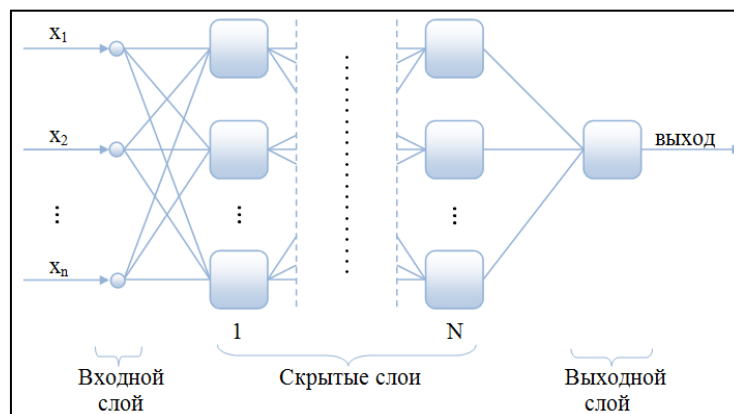 x1
x2
выход
...
...
...
xn
1
N
Входной
слой
Скрытые слои
Выходной
слой